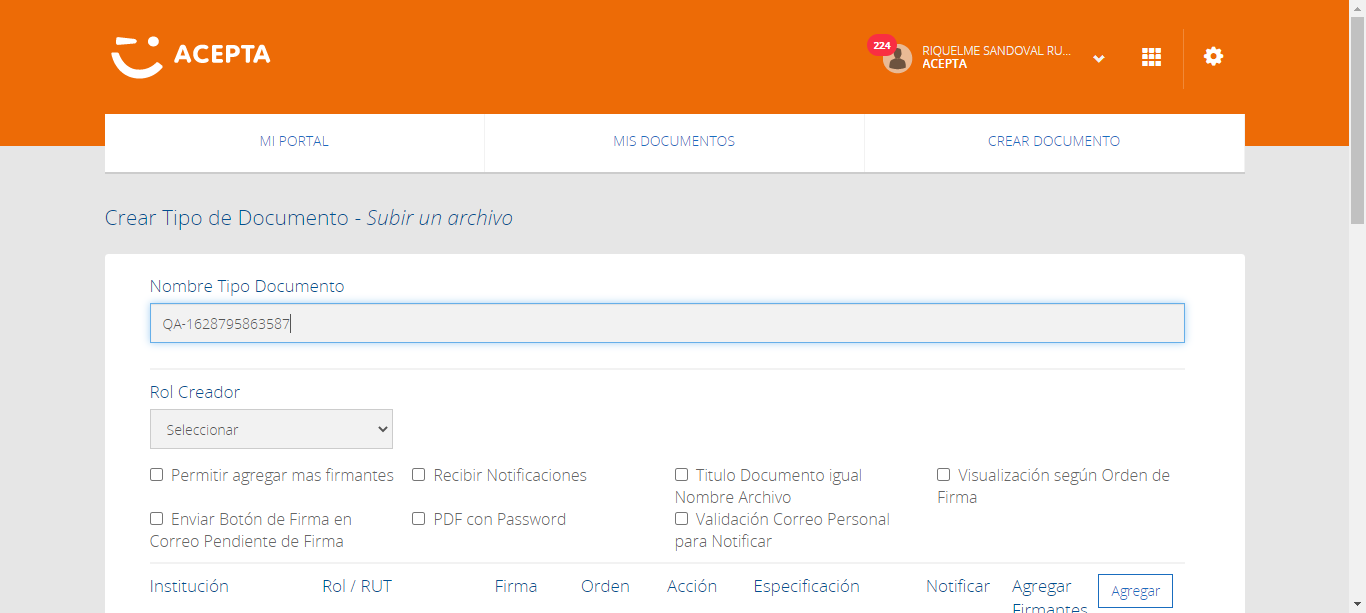 ACEPTA
224
RIQUELME SANDOVAL RU...
ACEPTA
MI PORTAL
MIS DOCUMENTOS
CREAR DOCUMENTO
Crear Tipo de Documento - Subir un archivo
Nombre Tipo Documento
QA-1628795863587
Rol Creador
Seleccionar
Permitir agregar mas firmantes
Recibir Notificaciones
Titulo Documento igual
Nombre Archivo
Visualización según Orden de
Firma
Enviar Botón de Firma en
Correo Pendiente de Firma
PDF con Password
Validación Correo Personal
para Notificar
Institución
Rol / RUT
Firma
Orden
Acción
Especificación
Notificar
Agregar
Firmantes
Agregar